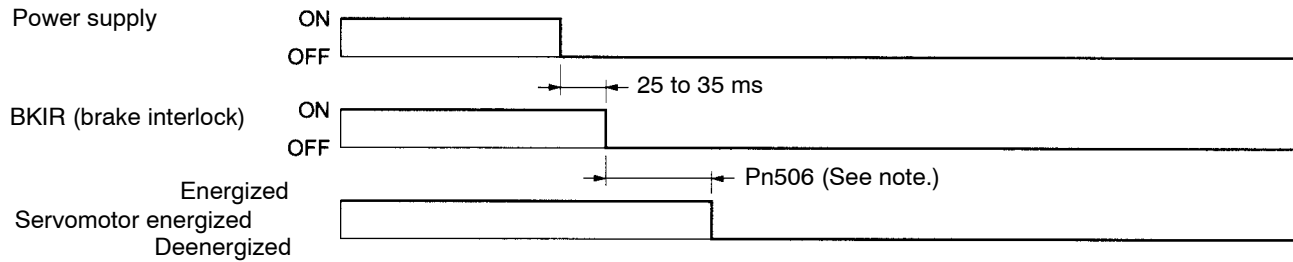 Power supply
ON
OFF
25 to 35 ms
BKIR (brake interlock)
ON
OFF
Pn506 (See note.)
Energized
Servomotor energized
Deenergized